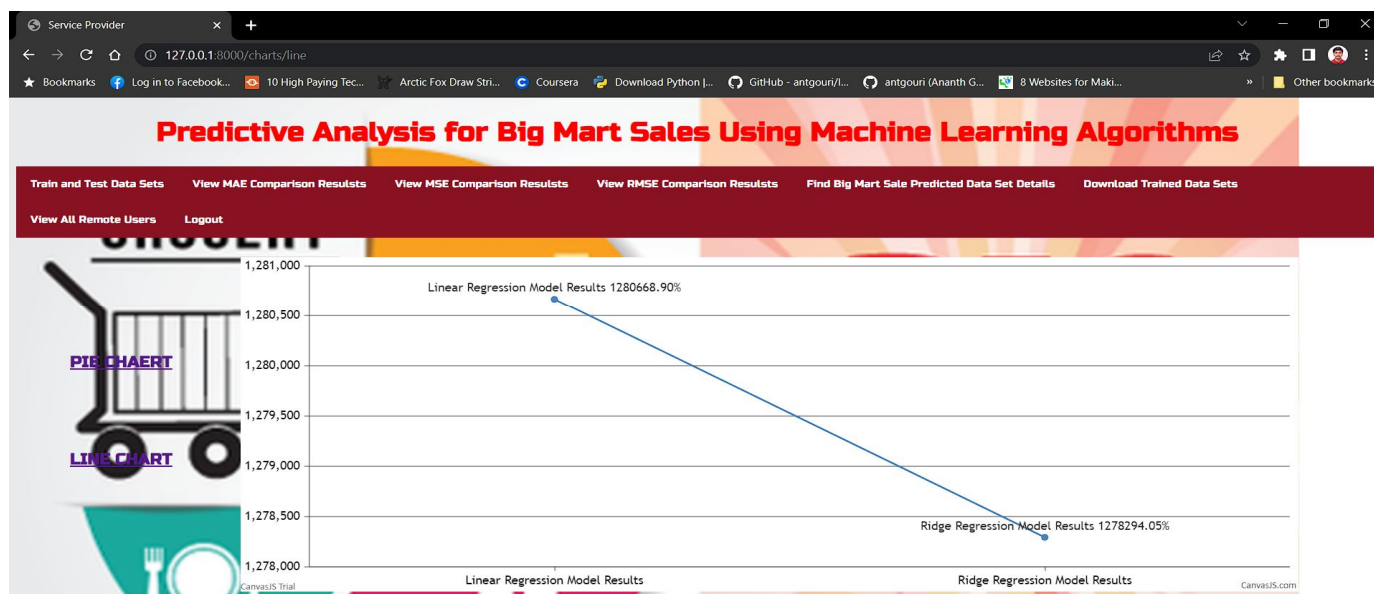 Service Provider
127.0.0.1:8000/charts/line
Bookmarks Log in to Facebook... 10 High Paying Tec... Arctic Fox Draw Stri... Coursera Download Python |... GitHub - antgouri/l... antgouri (Ananth G... 8 Websites for Maki... » Other bookmarks
Predictive Analysis for Big Mart Sales Using Machine Learning Algorithms
Train and Test Data Sets View MAE Comparison Resulsts View MSE Comparison Resulsts View RMSE Comparison Resulsts Find Big Mart Sale Predicted Data Set Details Download Trained Data Sets
View All Remote Users Logout
1,281,000
Linear Regression Model Results 1280668.90%
1,280,500
PIE CHAERT
1,280,000
1,279,500
LINE CHART
1,279,000
1,278,500
Ridge Regression Model Results 1278294.05%
1,278,000
Linear Regression Model Results Ridge Regression Model Results
CanvasJS Trial CanvasJS.com